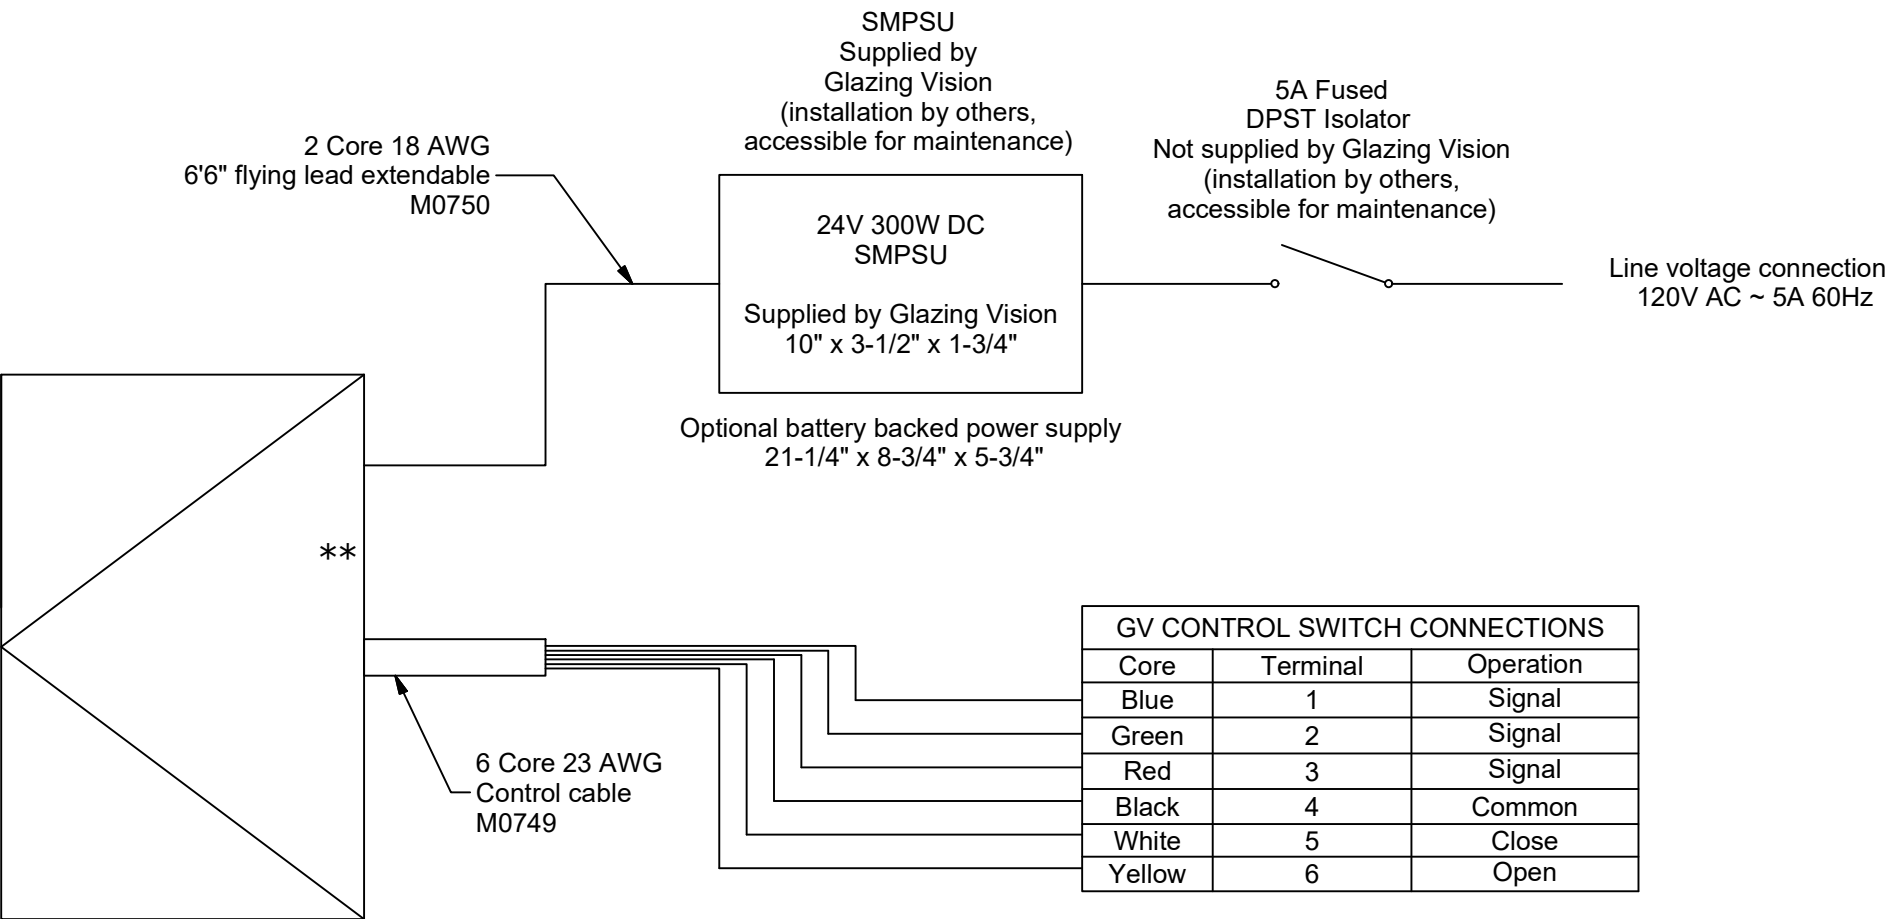 SMPSU
Supplied by
Glazing Vision
(installation by others,
accessible for maintenance)
5A Fused
DPST Isolator
Not supplied by Glazing Vision
(installation by others,
accessible for maintenance)
2 Core 18 AWG
6'6" flying lead extendable
M0750
24V 300W DC
SMPSU
Supplied by Glazing Vision
10" x 3-1/2" x 1-3/4"
Line voltage connection
120V AC ~ 5A 60Hz
Optional battery backed power supply
21-1/4" x 8-3/4" x 5-3/4"
**
6 Core 23 AWG
Control cable
M0749
GV CONTROL SWITCH CONNECTIONS
Core Terminal Operation
Blue 1 Signal
Green 2 Signal
Red 3 Signal
Black 4 Common
White 5 Close
Yellow 6 Open